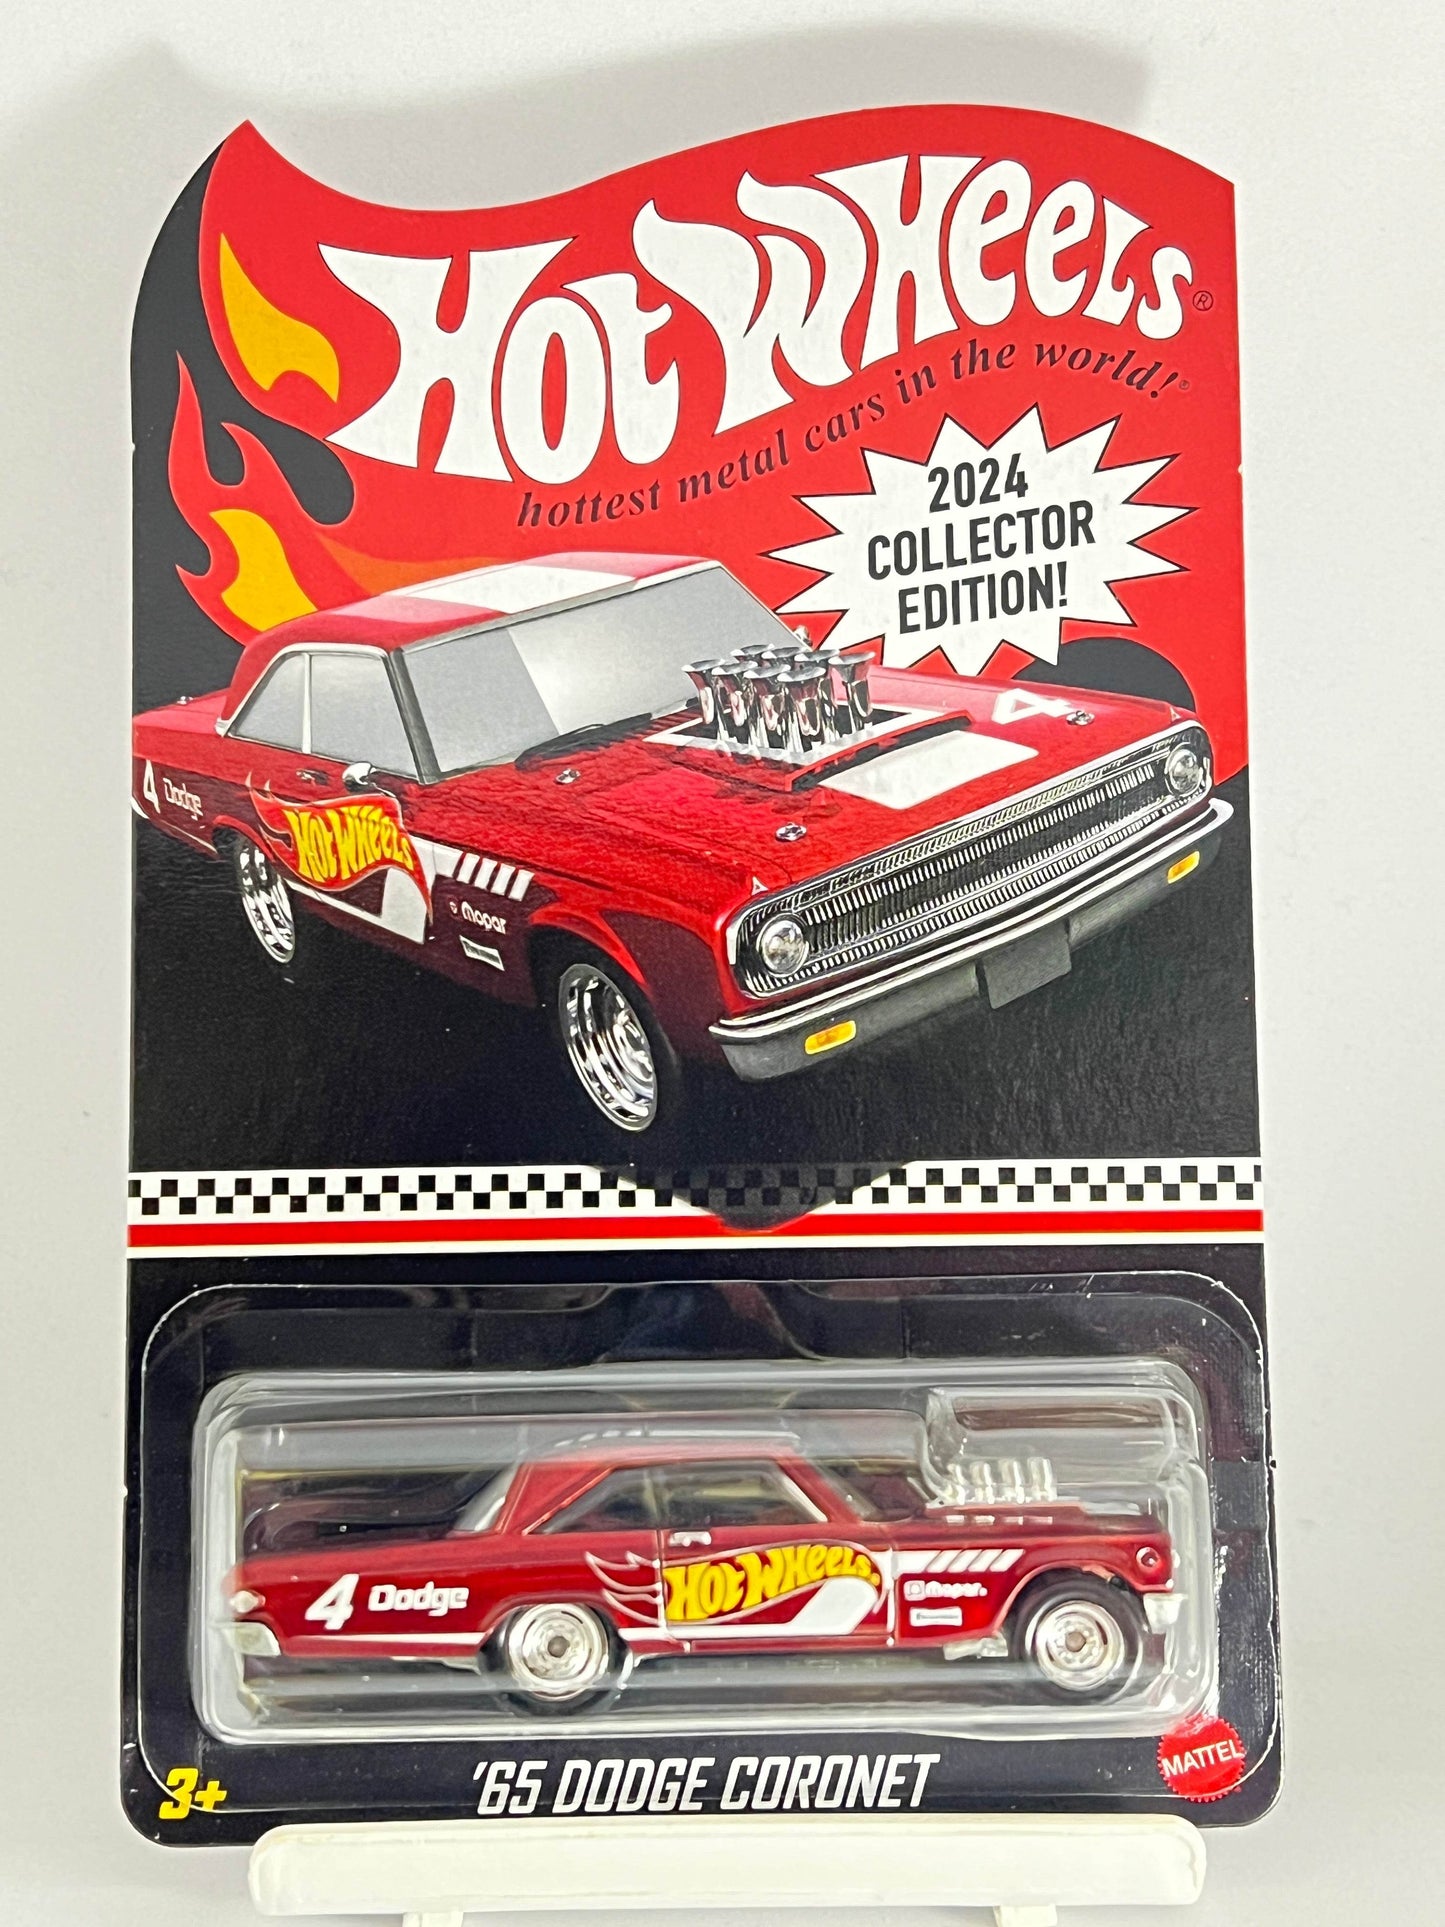 Hot Wheels®
hottest metal cars in the world!®
2024
COLLECTOR
EDITION!
4
4 Dodge
Hot Wheels
mopar
4 Dodge
Hot Wheels®
mopar®
3+
'65 DODGE CORONET
MATTEL